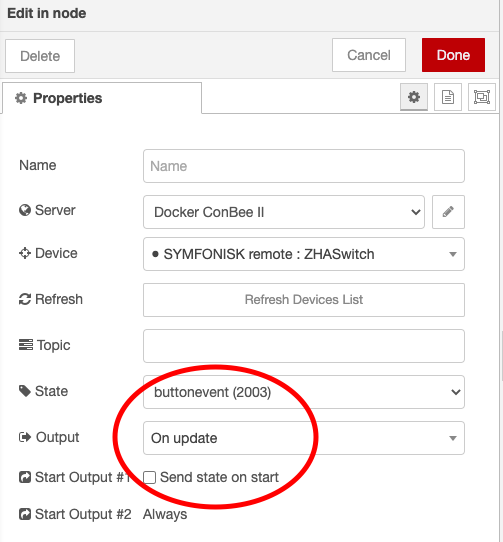 Edit in node
Delete
Cancel
Done
Properties
Name
Name
Server
Docker ConBee II
Device
● SYMFONISK remote : ZHASwitch
Refresh
Refresh Devices List
Topic
State
buttonevent (2003)
Output
On update
Start Output #1
Send state on start
Start Output #2
Always